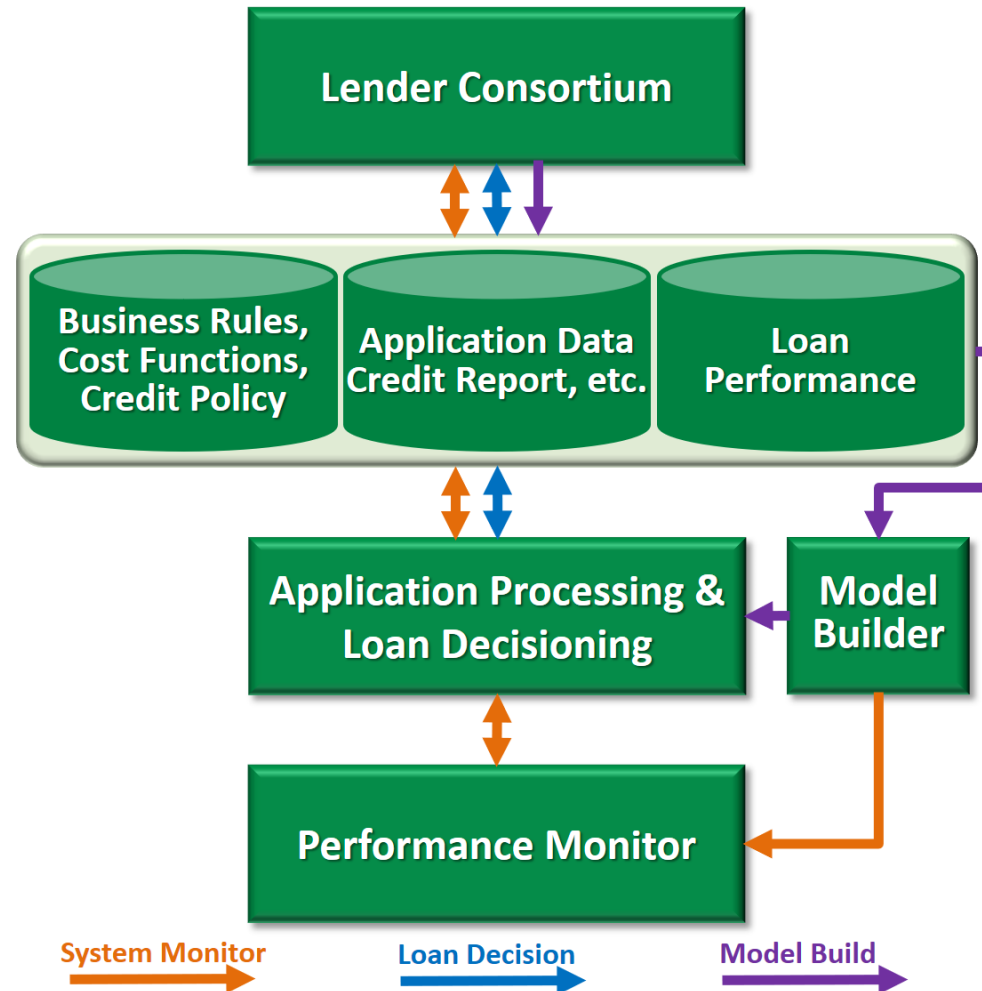 Lender Consortium
Business Rules,
Cost Functions,
Credit Policy
Application Data
Credit Report, etc.
Loan
Performance
Application Processing &
Loan Decisioning
Model
Builder
Performance Monitor
System Monitor
Loan Decision
Model Build